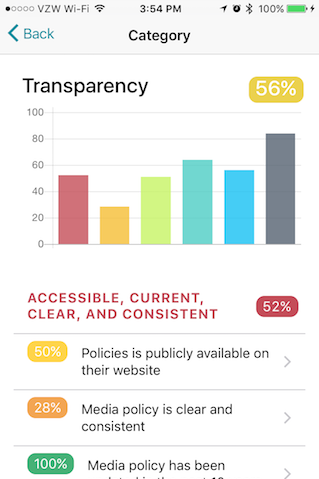 VZW Wi-Fi 3:54 PM 100%
Back Category
Transparency 56%
100
80
60
40
20
0
ACCESSIBLE, CURRENT,
CLEAR, AND CONSISTENT 52%
50% Policies is publicly available on
their website
28% Media policy is clear and
consistent
100% Media policy has been